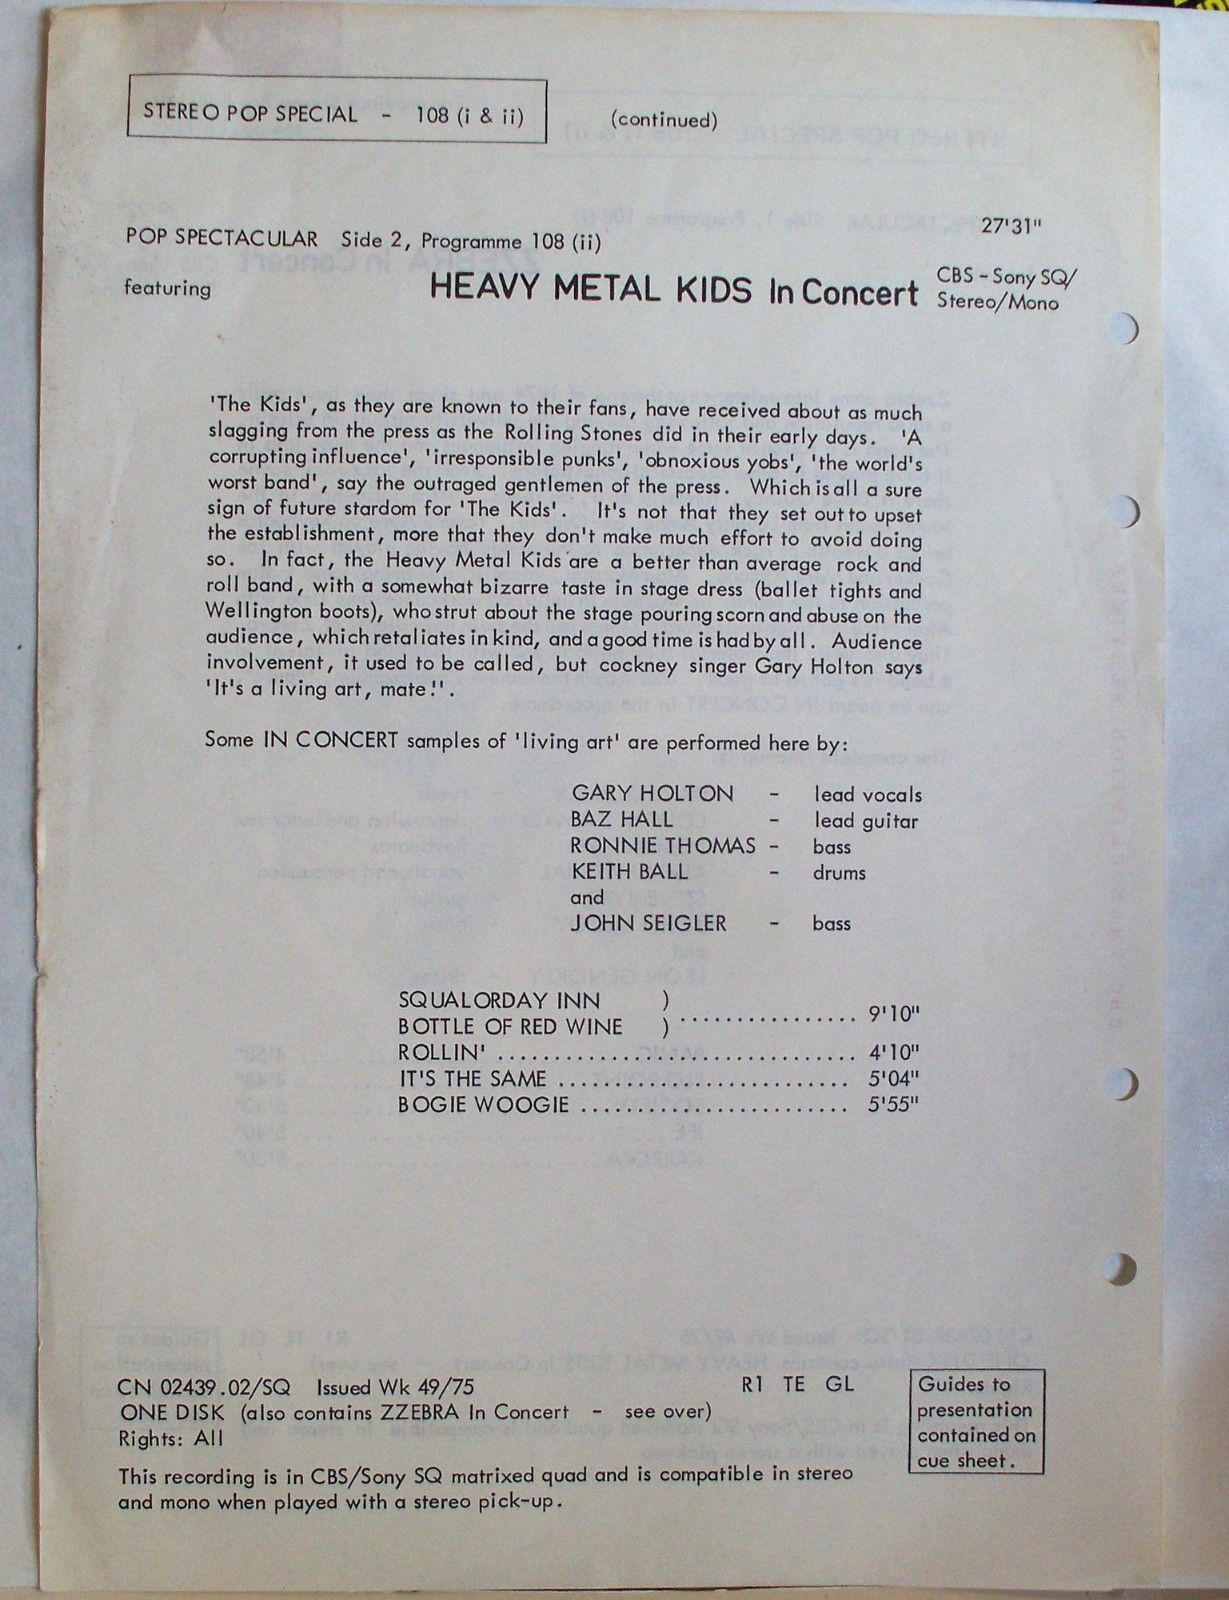 STEREO POP SPECIAL - 108 (i & ii) (continued)
27'31"
POP SPECTACULAR Side 2, Programme 108 (ii)
featuring HEAVY METAL KIDS In Concert CBS - Sony SQ/
Stereo/Mono
'The Kids', as they are known to their fans, have received about as much
slagging from the press as the Rolling Stones did in their early days. 'A
corrupting influence', 'irresponsible punks', 'obnoxious yobs', 'the world's
worst band', say the outraged gentlemen of the press. Which is all a sure
sign of future stardom for 'The Kids'. It's not that they set out to upset
the establishment, more that they don't make much effort to avoid doing
so. In fact, the Heavy Metal Kids are a better than average rock and
roll band, with a somewhat bizarre taste in stage dress (ballet tights and
Wellington boots), who strut about the stage pouring scorn and abuse on the
audience, which retaliates in kind, and a good time is had by all. Audience
involvement, it used to be called, but cockney singer Gary Holton says
'It's a living art, mate!'.
Some IN CONCERT samples of 'living art' are performed here by:
GARY HOLTON - lead vocals
BAZ HALL - lead guitar
RONNIE THOMAS - bass
KEITH BALL - drums
and
JOHN SEIGLER - bass
SQUALORDAY INN )
BOTTLE OF RED WINE ) ................ 9'10"
ROLLIN' ................................ 4'10"
IT'S THE SAME .......................... 5'04"
BOGIE WOOGIE ........................ 5'55"
CN 02439.02/SQ Issued Wk 49/75 R1 TE GL
ONE DISK (also contains ZZEBRA In Concert - see over)
Rights: All
This recording is in CBS/Sony SQ matrixed quad and is compatible in stereo
and mono when played with a stereo pick-up.
Guides to
presentation
contained on
cue sheet.